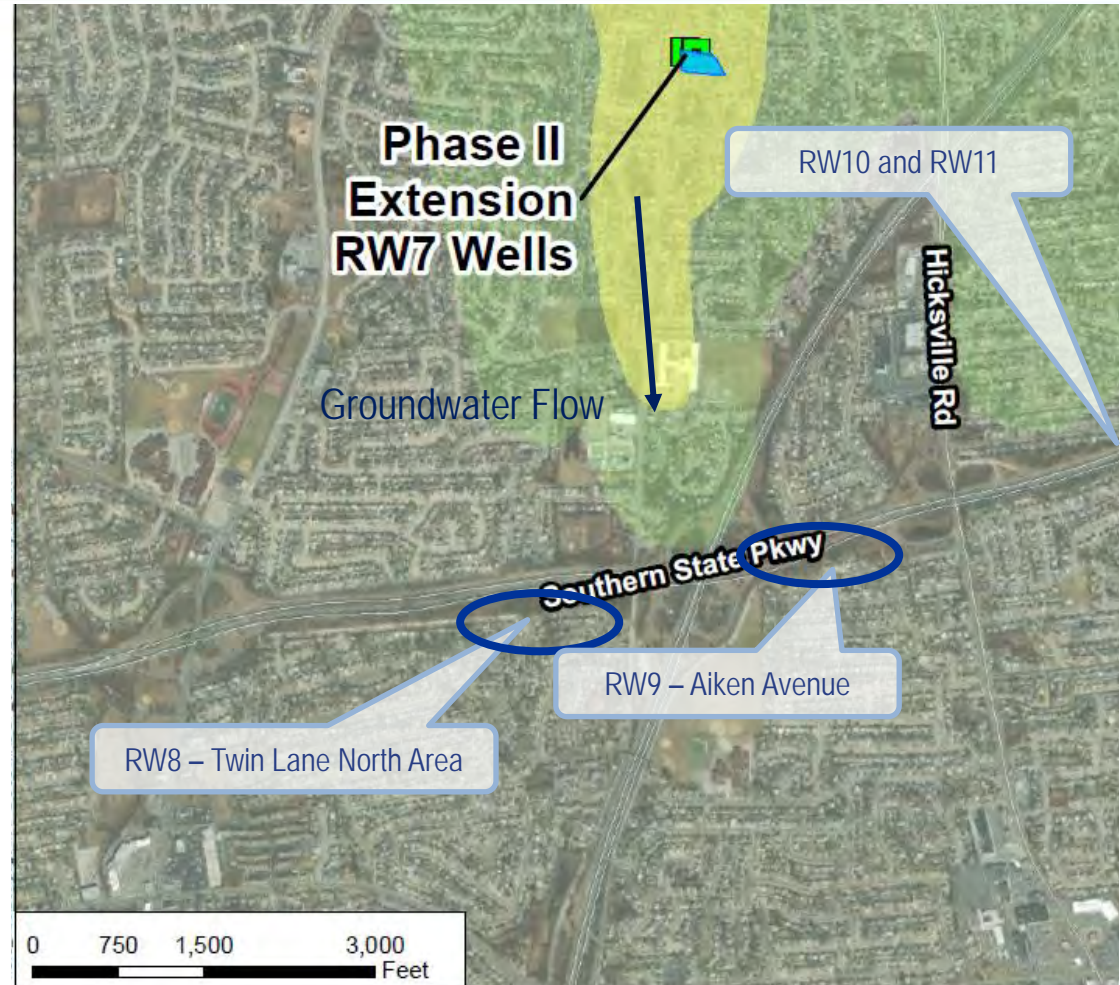 Phase II
Extension
RW7 Wells
RW10 and RW11
Hicksville Rd
Groundwater Flow
Southern State Pkwy
RW9 – Aiken Avenue
RW8 – Twin Lane North Area
0 750 1,500 3,000
Feet